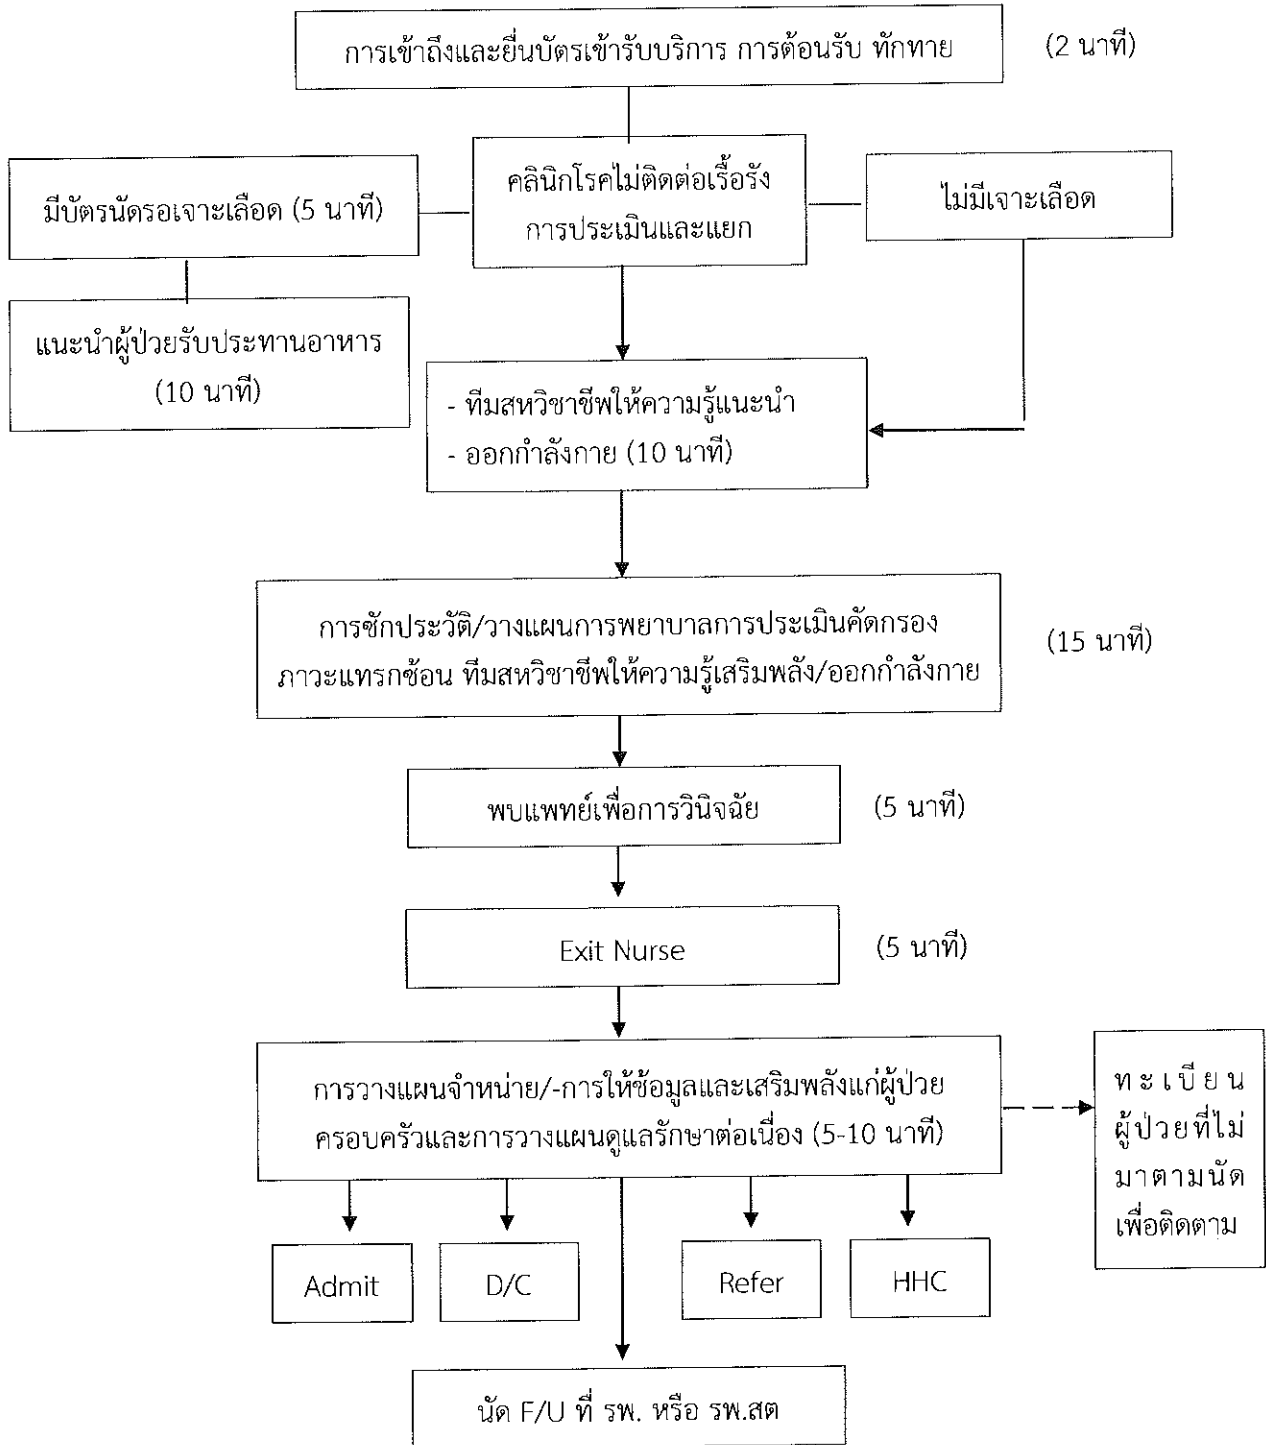 การเข้าถึงและยื่นบัตรเข้ารับบริการ การต้อนรับ ทักทาย
(2 นาที)
มีบัตรนัดรอเจาะเลือด (5 นาที)
คลินิกโรคไม่ติดต่อเรื้อรัง
การประเมินและแยก
ไม่มีเจาะเลือด
แนะนำผู้ป่วยรับประทานอาหาร
(10 นาที)
- ทีมสหวิชาชีพให้ความรู้แนะนำ
- ออกกำลังกาย (10 นาที)
การซักประวัติ/วางแผนการพยาบาลการประเมินคัดกรอง
ภาวะแทรกซ้อน ทีมสหวิชาชีพให้ความรู้เสริมพลัง/ออกกำลังกาย
(15 นาที)
พบแพทย์เพื่อการวินิจฉัย
(5 นาที)
Exit Nurse
(5 นาที)
การวางแผนจำหน่าย/-การให้ข้อมูลและเสริมพลังแก่ผู้ป่วย
ครอบครัวและการวางแผนดูแลรักษาต่อเนื่อง (5-10 นาที)
ทะเบียน
ผู้ป่วยที่ไม่
มาตามนัด
เพื่อติดตาม
Admit
D/C
Refer
HHC
นัด F/U ที่ รพ. หรือ รพ.สต